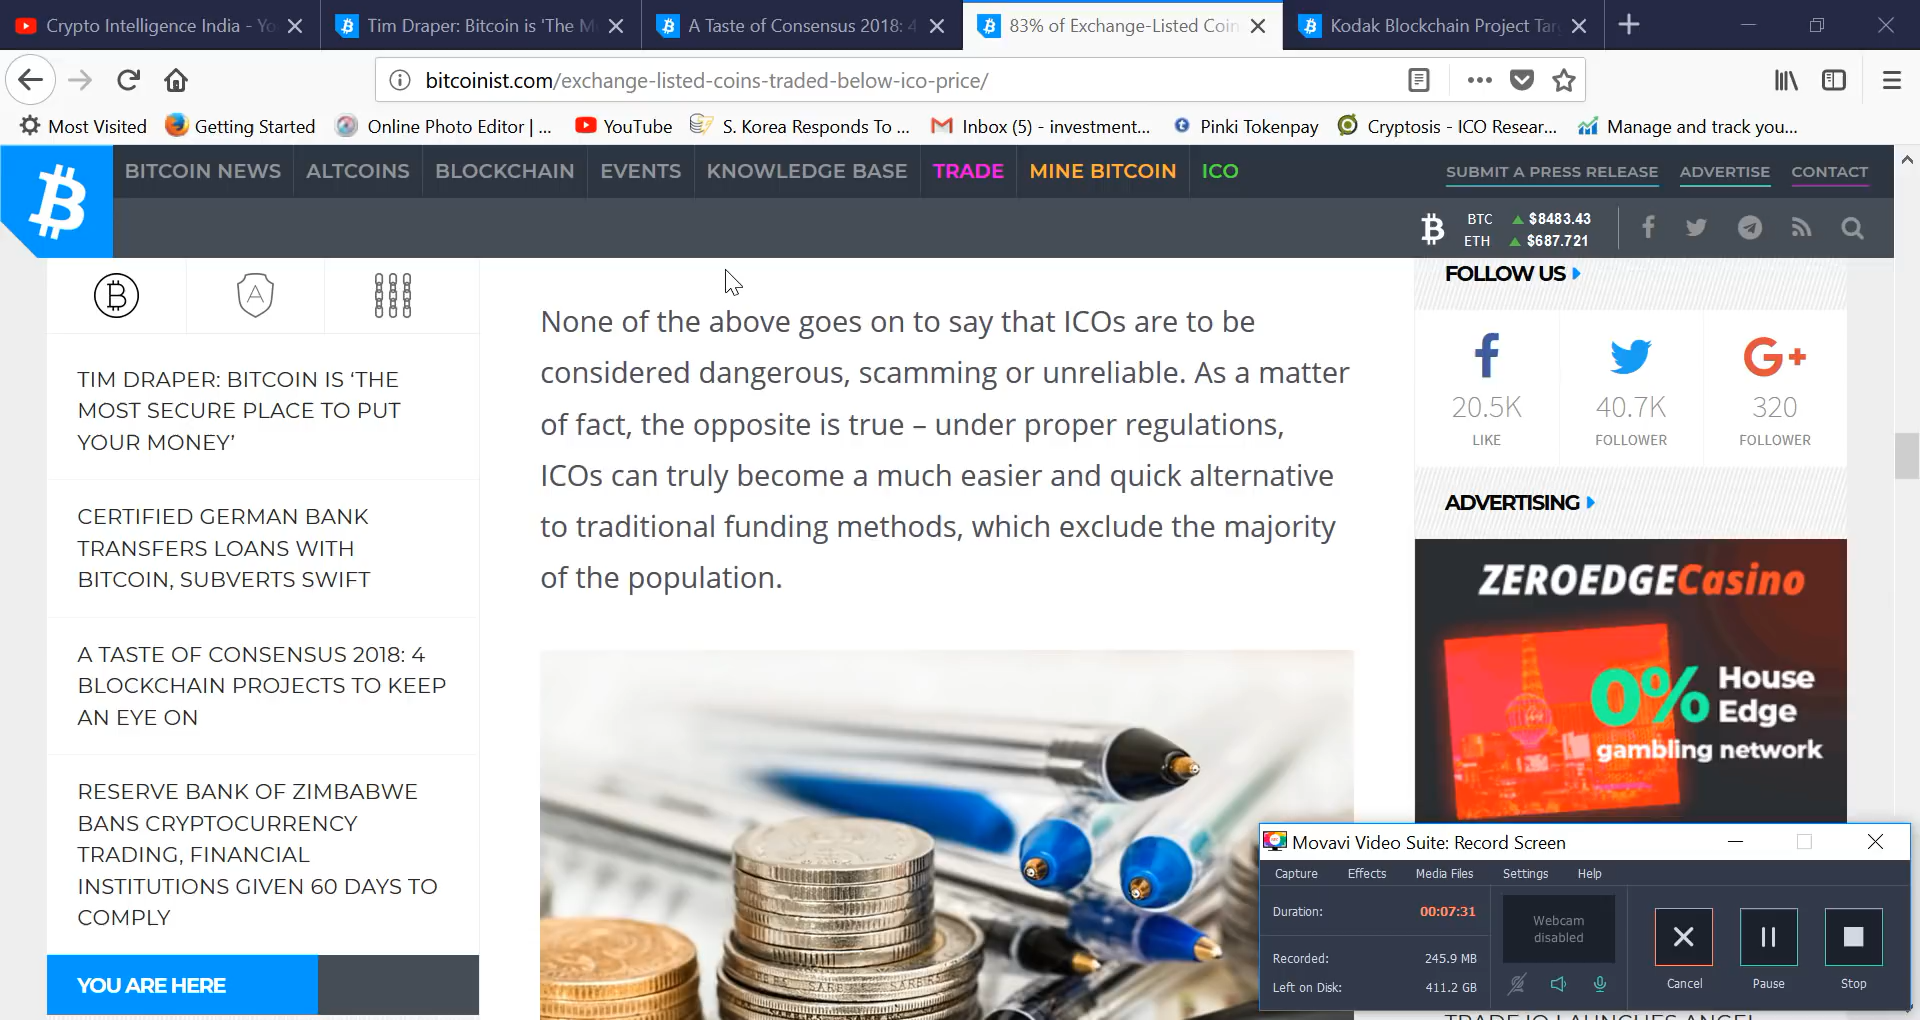 Crypto Intelligence India - Yo
Tim Draper: Bitcoin is 'The M
A Taste of Consensus 2018: 4
83% of Exchange-Listed Coin
Kodak Blockchain Project Tar
bitcoinist.com/exchange-listed-coins-traded-below-ico-price/
Most Visited
Getting Started
Online Photo Editor | ...
YouTube
S. Korea Responds To ...
Inbox (5) - investment...
Pinki Tokenpay
Cryptosis - ICO Resear...
Manage and track you...
BITCOIN NEWS
ALTCOINS
BLOCKCHAIN
EVENTS
KNOWLEDGE BASE
TRADE
MINE BITCOIN
ICO
SUBMIT A PRESS RELEASE
ADVERTISE
CONTACT
BTC ▲ $8483.43
ETH ▲ $687.721
TIM DRAPER: BITCOIN IS ‘THE
MOST SECURE PLACE TO PUT
YOUR MONEY’
CERTIFIED GERMAN BANK
TRANSFERS LOANS WITH
BITCOIN, SUBVERTS SWIFT
A TASTE OF CONSENSUS 2018: 4
BLOCKCHAIN PROJECTS TO KEEP
AN EYE ON
RESERVE BANK OF ZIMBABWE
BANS CRYPTOCURRENCY
TRADING, FINANCIAL
INSTITUTIONS GIVEN 60 DAYS TO
COMPLY
YOU ARE HERE
None of the above goes on to say that ICOs are to be
considered dangerous, scamming or unreliable. As a matter
of fact, the opposite is true – under proper regulations,
ICOs can truly become a much easier and quick alternative
to traditional funding methods, which exclude the majority
of the population.
FOLLOW US
20.5K
LIKE
40.7K
FOLLOWER
320
FOLLOWER
ADVERTISING
ZEROEDGECasino
0% House
Edge
gambling network
Movavi Video Suite: Record Screen
Capture
Effects
Media Files
Settings
Help
Duration: 00:07:31
Recorded: 245.9 MB
Left on Disk: 411.2 GB
Webcam
disabled
Cancel
Pause
Stop
TRADE.IO LAUNCHES ANGEL